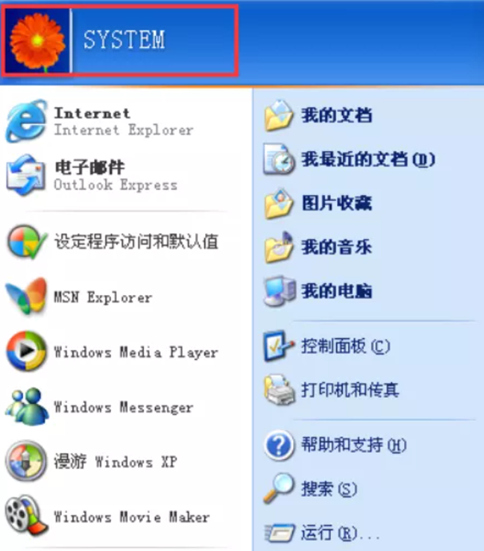 SYSTEM
Internet
Internet Explorer
电子邮件
Outlook Express
设定程序访问和默认值
MSN Explorer
Windows Media Player
Windows Messenger
漫游 Windows XP
Windows Movie Maker
我的文档
我最近的文档(D)
图片收藏
我的音乐
我的电脑
控制面板(C)
打印机和传真
帮助和支持(H)
搜索(S)
运行(R)...